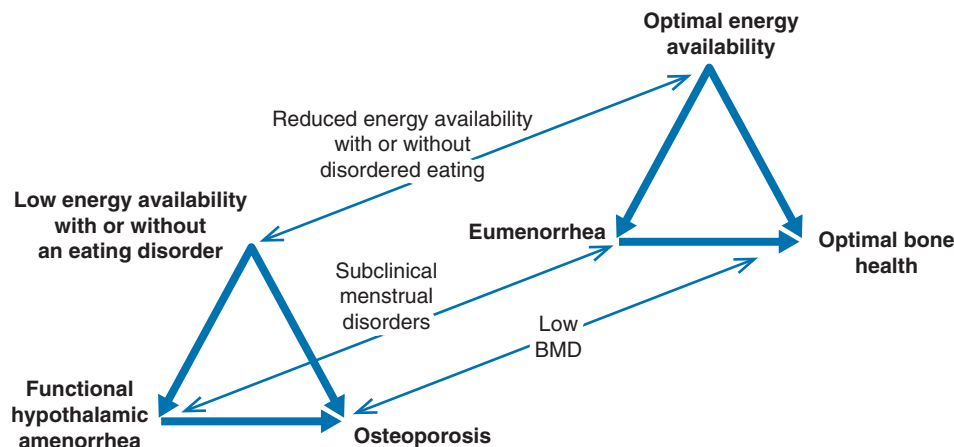 Optimal energy
availability
Reduced energy availability
with or without
disordered eating
Low energy availability
with or without
an eating disorder
Eumenorrhea
Optimal bone
health
Subclinical
menstrual
disorders
Low
BMD
Functional
hypothalamic
amenorrhea
Osteoporosis